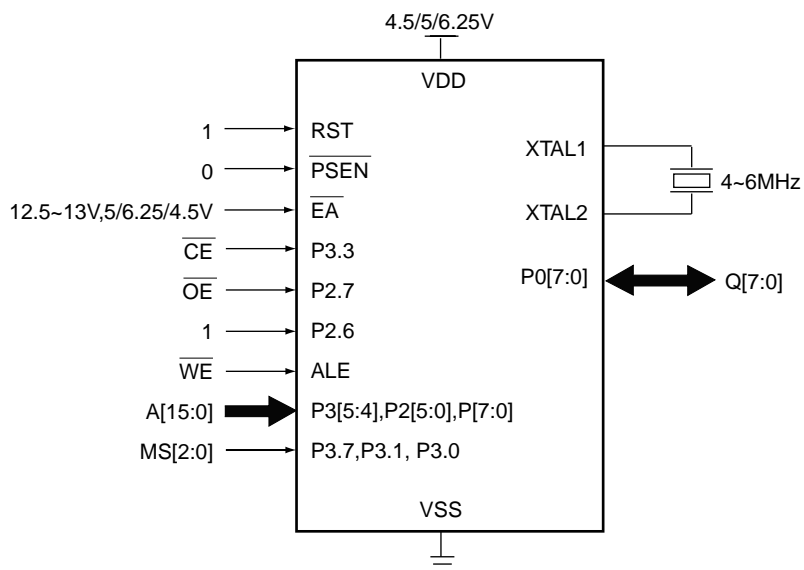 4.5/5/6.25V
VDD
1 RST
0 PSEN
12.5~13V,5/6.25/4.5V EA
CE P3.3
OE P2.7
1 P2.6
WE ALE
A[15:0] P3[5:4],P2[5:0],P[7:0]
MS[2:0] P3.7,P3.1, P3.0
XTAL1
4~6MHz
XTAL2
P0[7:0] Q[7:0]
VSS